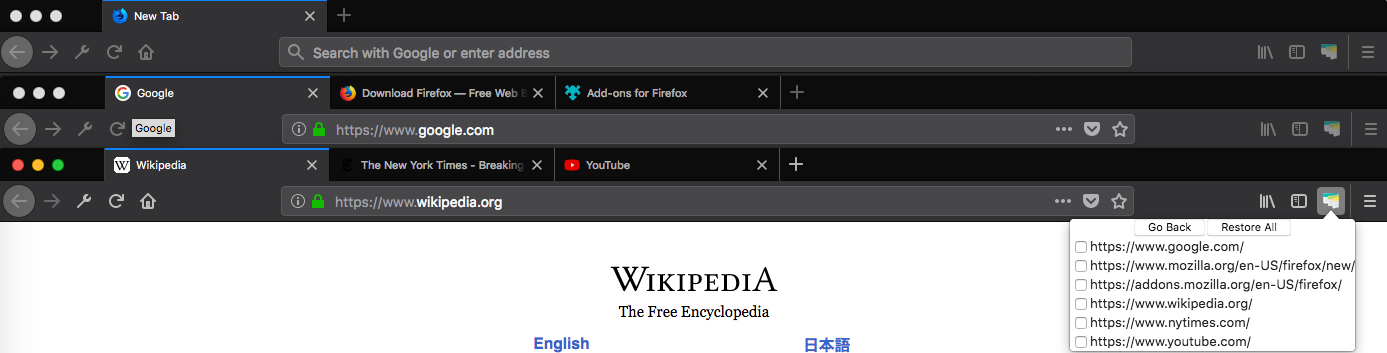 New Tab
Search with Google or enter address
Google Download Firefox — Free Web B Add-ons for Firefox
Google https://www.google.com
Wikipedia The New York Times - Breaking YouTube
https://www.wikipedia.org
Go Back Restore All
https://www.google.com/
https://www.mozilla.org/en-US/firefox/new/
https://addons.mozilla.org/en-US/firefox/
https://www.wikipedia.org/
https://www.nytimes.com/
https://www.youtube.com/
WIKIPEDIA
The Free Encyclopedia
English 日本語